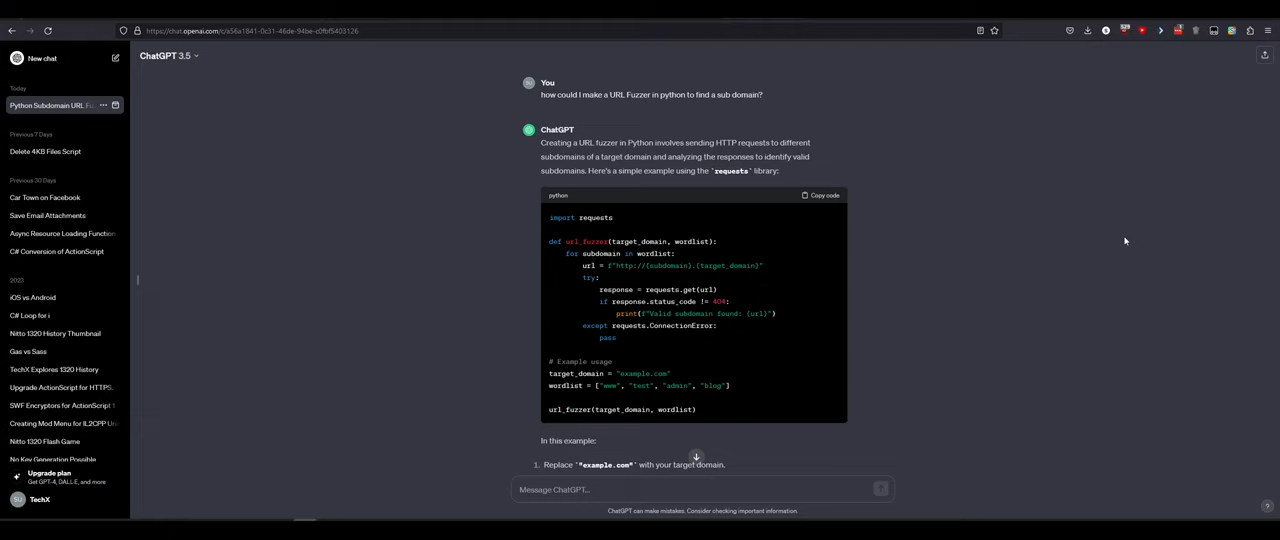 https://chat.openai.com/c/a56a1841-0c31-46de-94be-c0fbf5403126
New chat
ChatGPT 3.5
Today
Python Subdomain URL Fu
Previous 7 Days
Delete 4KB Files Script
Previous 30 Days
Car Town on Facebook
Save Email Attachments
Async Resource Loading Function
C# Conversion of ActionScript
2023
iOS vs Android
C# Loop for i
Nitto 1320 History Thumbnail
Gas vs Sass
TechX Explores 1320 History
Upgrade ActionScript for HTTPS.
SWF Encryptors for ActionScript 1
Creating Mod Menu for IL2CPP Uni
Nitto 1320 Flash Game
No Key Generation Possible
Upgrade plan
Get GPT-4, DALL·E, and more
SU
TechX
SU
You
how could I make a URL Fuzzer in python to find a sub domain?
ChatGPT
Creating a URL fuzzer in Python involves sending HTTP requests to different
subdomains of a target domain and analyzing the responses to identify valid
subdomains. Here's a simple example using the `requests` library:
python
Copy code
import requests
def url_fuzzer(target_domain, wordlist):
for subdomain in wordlist:
url = f"http://{subdomain}.{target_domain}"
try:
response = requests.get(url)
if response.status_code != 404:
print(f"Valid subdomain found: {url}")
except requests.ConnectionError:
pass
# Example usage
target_domain = "example.com"
wordlist = ["www", "test", "admin", "blog"]
url_fuzzer(target_domain, wordlist)
In this example:
1. Replace `"example.com"` with your target domain.
Message ChatGPT...
ChatGPT can make mistakes. Consider checking important information.
?